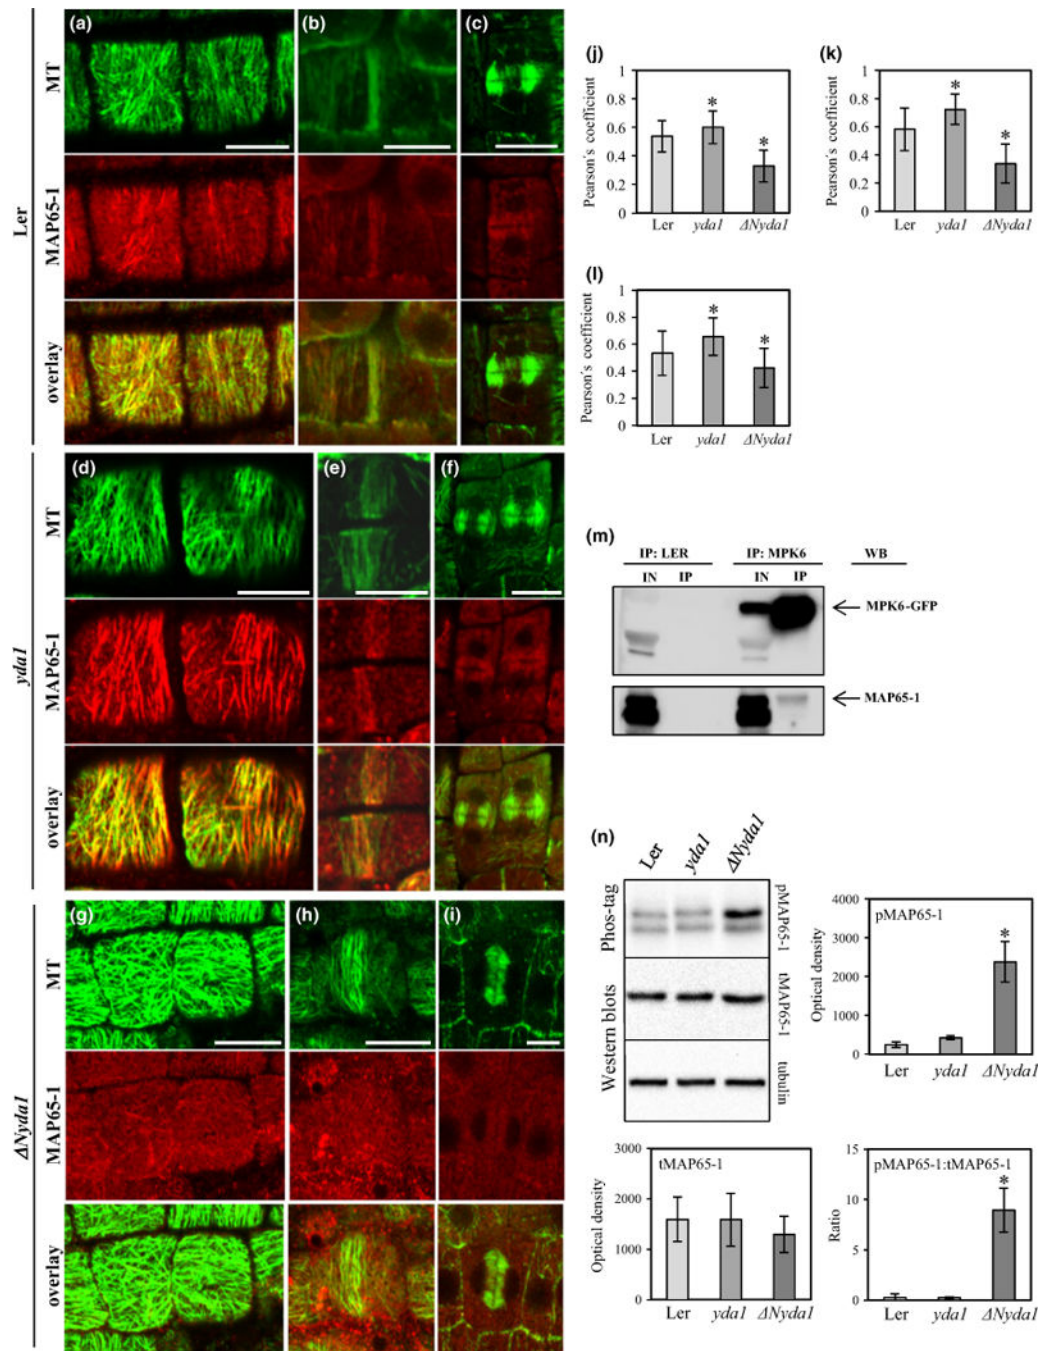 (a)
(b)
(c)
Ler
MT
MAP65-1
overlay
(d)
(e)
(f)
yda1
MT
MAP65-1
overlay
(g)
(h)
(i)
ΔNyda1
MT
MAP65-1
overlay
(j)
Pearson´s coefficient
1
0.8
0.6
0.4
0.2
0
*
*
Ler yda1 ΔNyda1
(k)
Pearson´s coefficient
1
0.8
0.6
0.4
0.2
0
*
*
Ler yda1 ΔNyda1
(l)
Pearson´s coefficient
1
0.8
0.6
0.4
0.2
0
*
*
Ler yda1 ΔNyda1
(m)
IP: LER IP: MPK6 WB
IN IP IN IP
MPK6-GFP
MAP65-1
(n)
Ler yda1 ΔNyda1
Phos-tag
pMAP65-1
Western blots
tMAP65-1
tubulin
pMAP65-1
Optical density
4000
3000
2000
1000
0
*
Ler yda1 ΔNyda1
tMAP65-1
Optical density
3000
2000
1000
0
Ler yda1 ΔNyda1
pMAP65-1:tMAP65-1
Ratio
15
10
5
0
*
Ler yda1 ΔNyda1